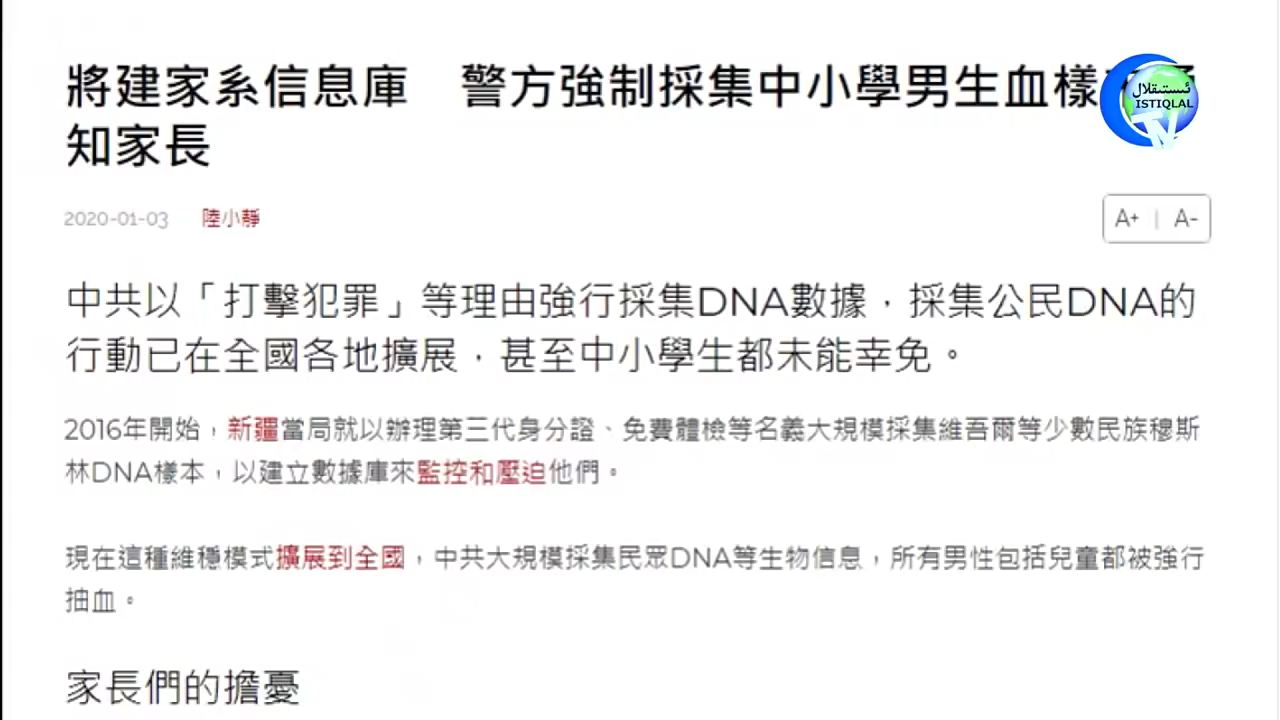 將建家系信息庫　警方強制採集中小學男生血樣
知家長
ئىستىقلال
ISTIQLAL
TV
2020-01-03 陸小靜
A+ | A-
中共以「打擊犯罪」等理由強行採集DNA數據，採集公民DNA的
行動已在全國各地擴展，甚至中小學生都未能幸免。
2016年開始，新疆當局就以辦理第三代身分證、免費體檢等名義大規模採集維吾爾等少數民族穆斯
林DNA樣本，以建立數據庫來監控和壓迫他們。
現在這種維穩模式擴展到全國，中共大規模採集民眾DNA等生物信息，所有男性包括兒童都被強行
抽血。
家長們的擔憂